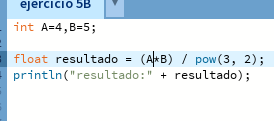 ejercicio 5B
int A=4,B=5;
float resultado = (A*B) / pow(3, 2);
println("resultado:" + resultado);